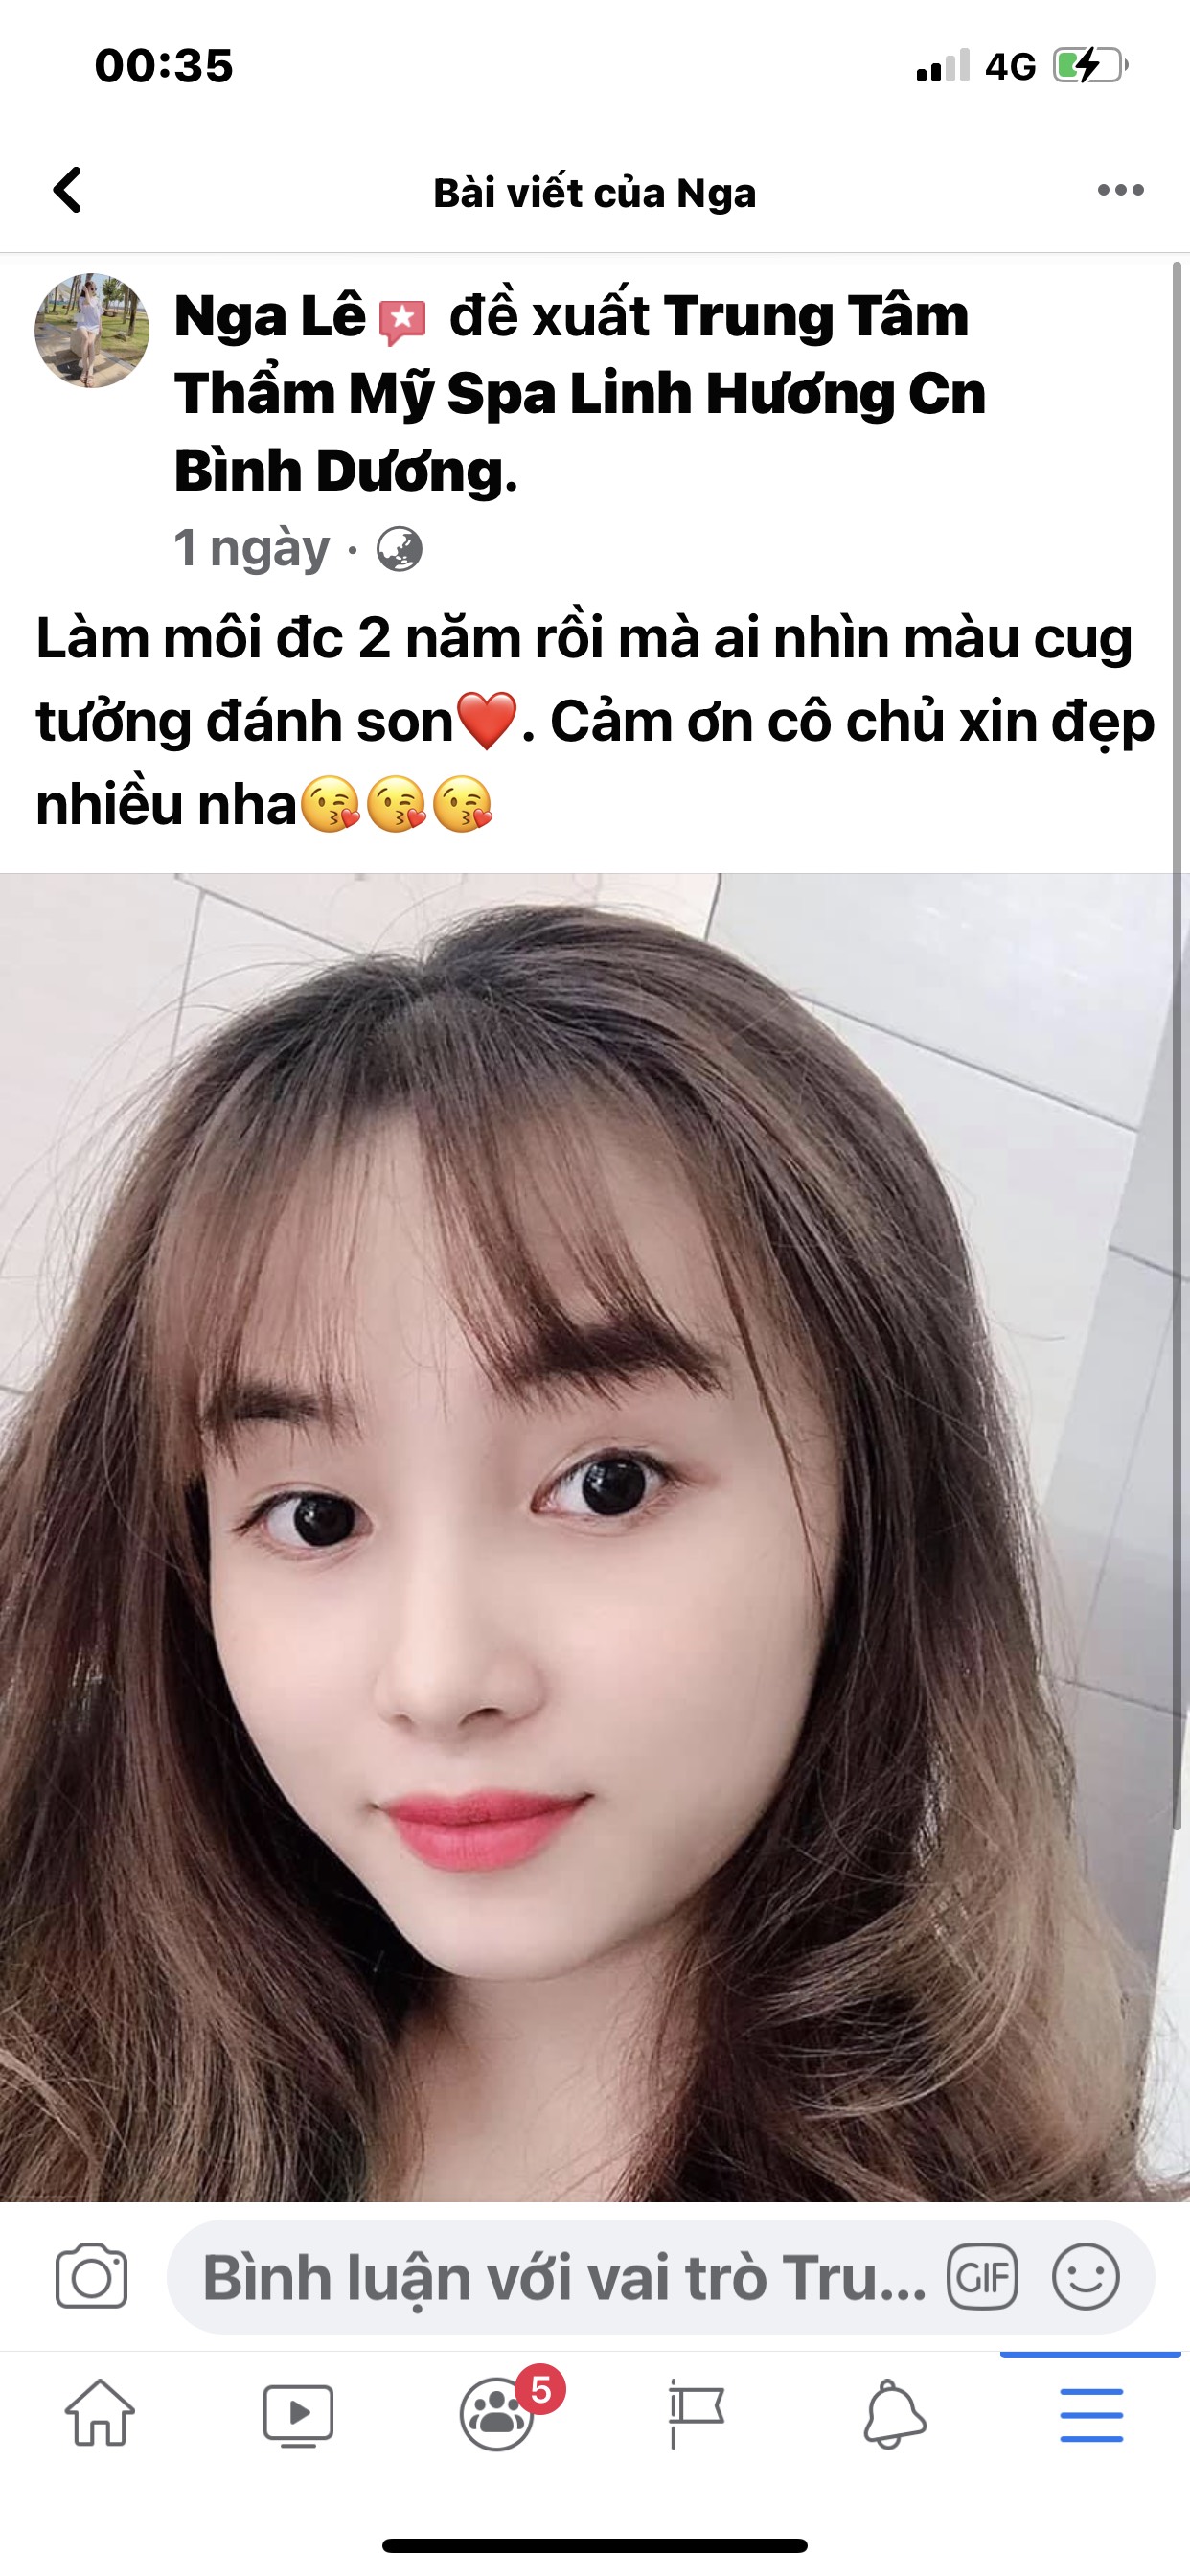 00:35
4G
Bài viết của Nga
Nga Lê đề xuất Trung Tâm
Thẩm Mỹ Spa Linh Hương Cn
Bình Dương.
1 ngày ·
Làm môi đc 2 năm rồi mà ai nhìn màu cug
tưởng đánh son❤️. Cảm ơn cô chủ xin đẹp
nhiều nha😘😘😘
Bình luận với vai trò Tru...
GIF
5